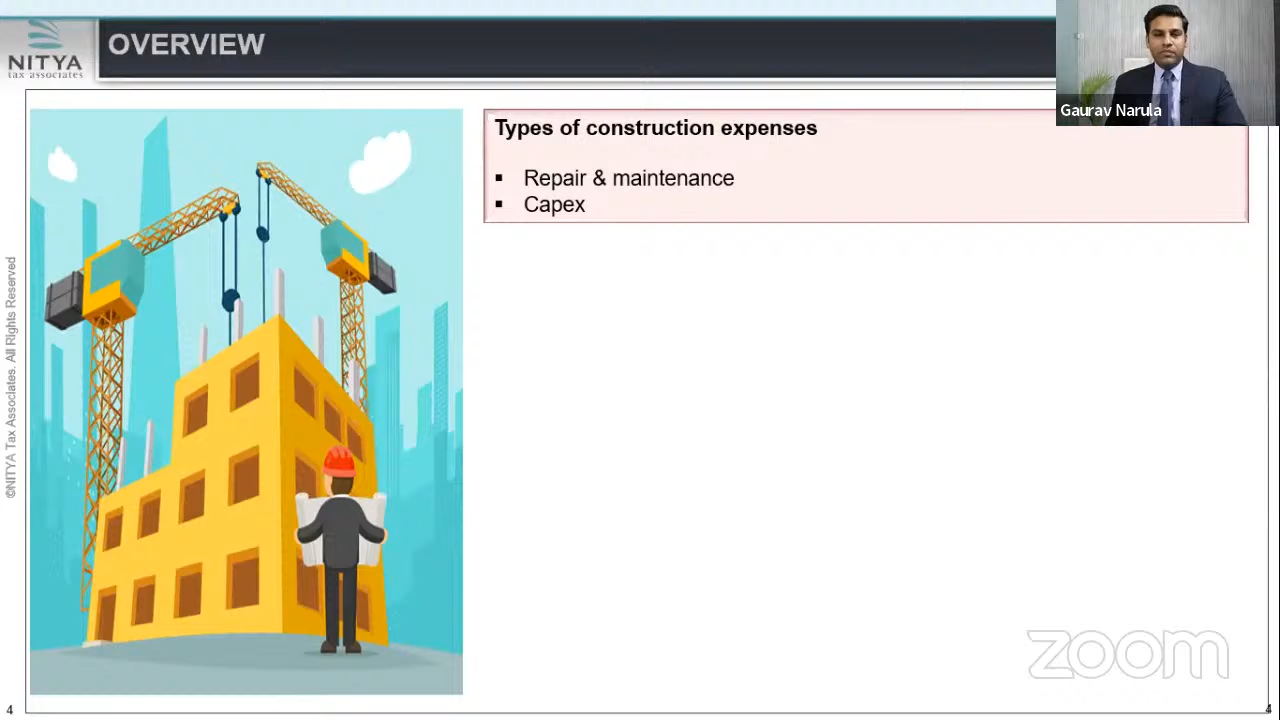 NITYA
tax associates
OVERVIEW
Gaurav Narula
Types of construction expenses
▪ Repair & maintenance
▪ Capex
©NITYA Tax Associates. All Rights Reserved
zoom
4
4